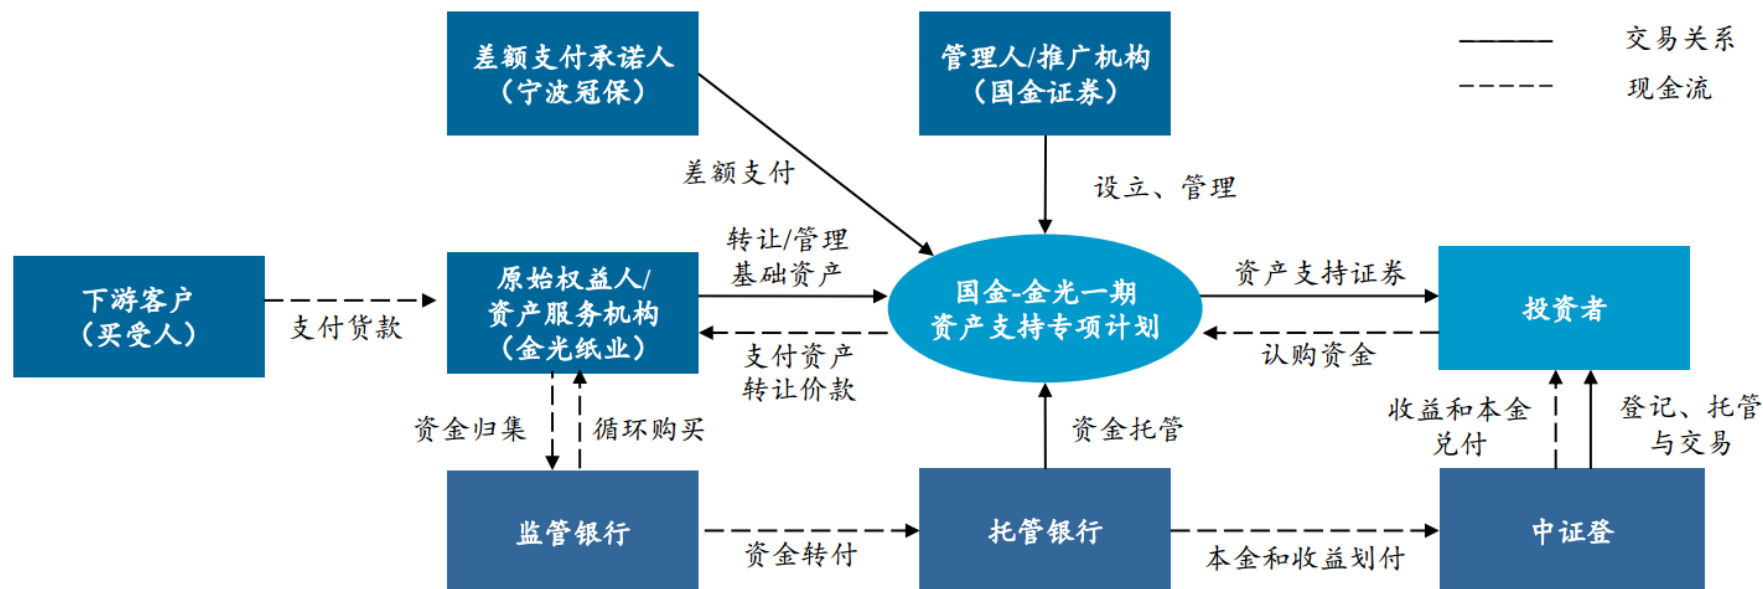 差额支付承诺人
（宁波冠保）
管理人/推广机构
（国金证券）
交易关系
现金流
差额支付
设立、管理
下游客户
（买受人）
支付货款
原始权益人/
资产服务机构
（金光纸业）
转让/管理
基础资产
支付资产
转让价款
国金-金光一期
资产支持专项计划
资产支持证券
认购资金
投资者
资金归集
循环购买
资金托管
收益和本金
兑付
登记、托管
与交易
监管银行
资金转付
托管银行
本金和收益划付
中证登